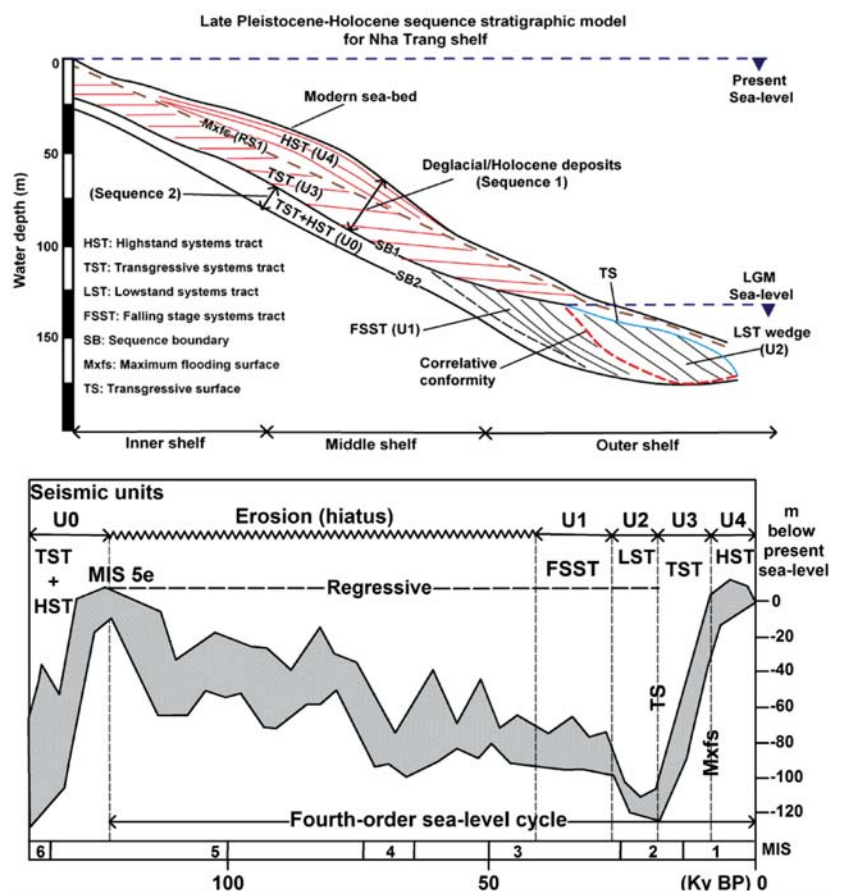 Late Pleistocene-Holocene sequence stratigraphic model
for Nha Trang shelf
0
50
100
150
Water depth (m)
Present
Sea-level
Modern sea-bed
Mxfs (RS1)
HST (U4)
Deglacial/Holocene deposits
(Sequence 1)
TST (U3)
(Sequence 2)
TST+HST (U0)
SB1
SB2
HST: Highstand systems tract
TST: Transgressive systems tract
LST: Lowstand systems tract
FSST: Falling stage systems tract
SB: Sequence boundary
Mxfs: Maximum flooding surface
TS: Transgressive surface
TS
LGM
Sea-level
FSST (U1)
LST wedge
(U2)
Correlative
conformity
Inner shelf
Middle shelf
Outer shelf
Seismic units
U0
Erosion (hiatus)
U1
U2
U3
U4
m
below
present
sea-level
TST
+
HST
MIS 5e
Regressive
FSST
LST
TST
HST
0
-20
-40
-60
-80
-100
-120
TS
Mxfs
Fourth-order sea-level cycle
6
5
4
3
2
1
MIS
100
50
(Ky BP)
0